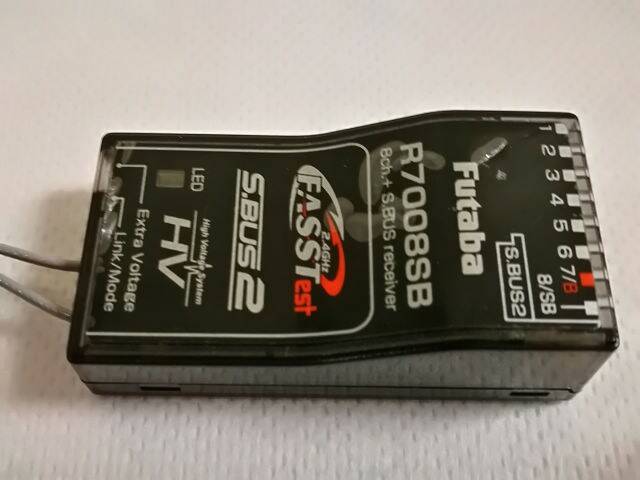 1
2
3
4
5
6
7/B
8/SB
S.BUS2
Futaba
R7008SB
8ch.+ S.BUS receiver
2.4GHz
FASSTest
S.BUS2
High Voltage System
HV
LED
Extra Voltage
Link/Mode